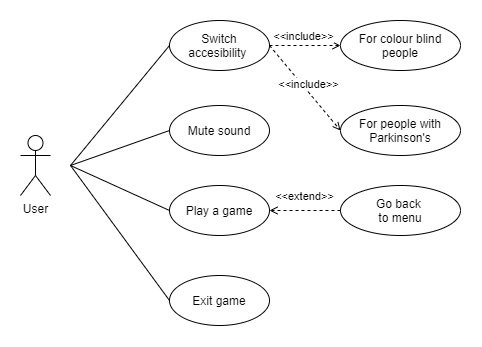 Switch
accesibility
<<include>>
For colour blind
people
<<include>>
For people with
Parkinson's
Mute sound
User
Play a game
<<extend>>
Go back
to menu
Exit game